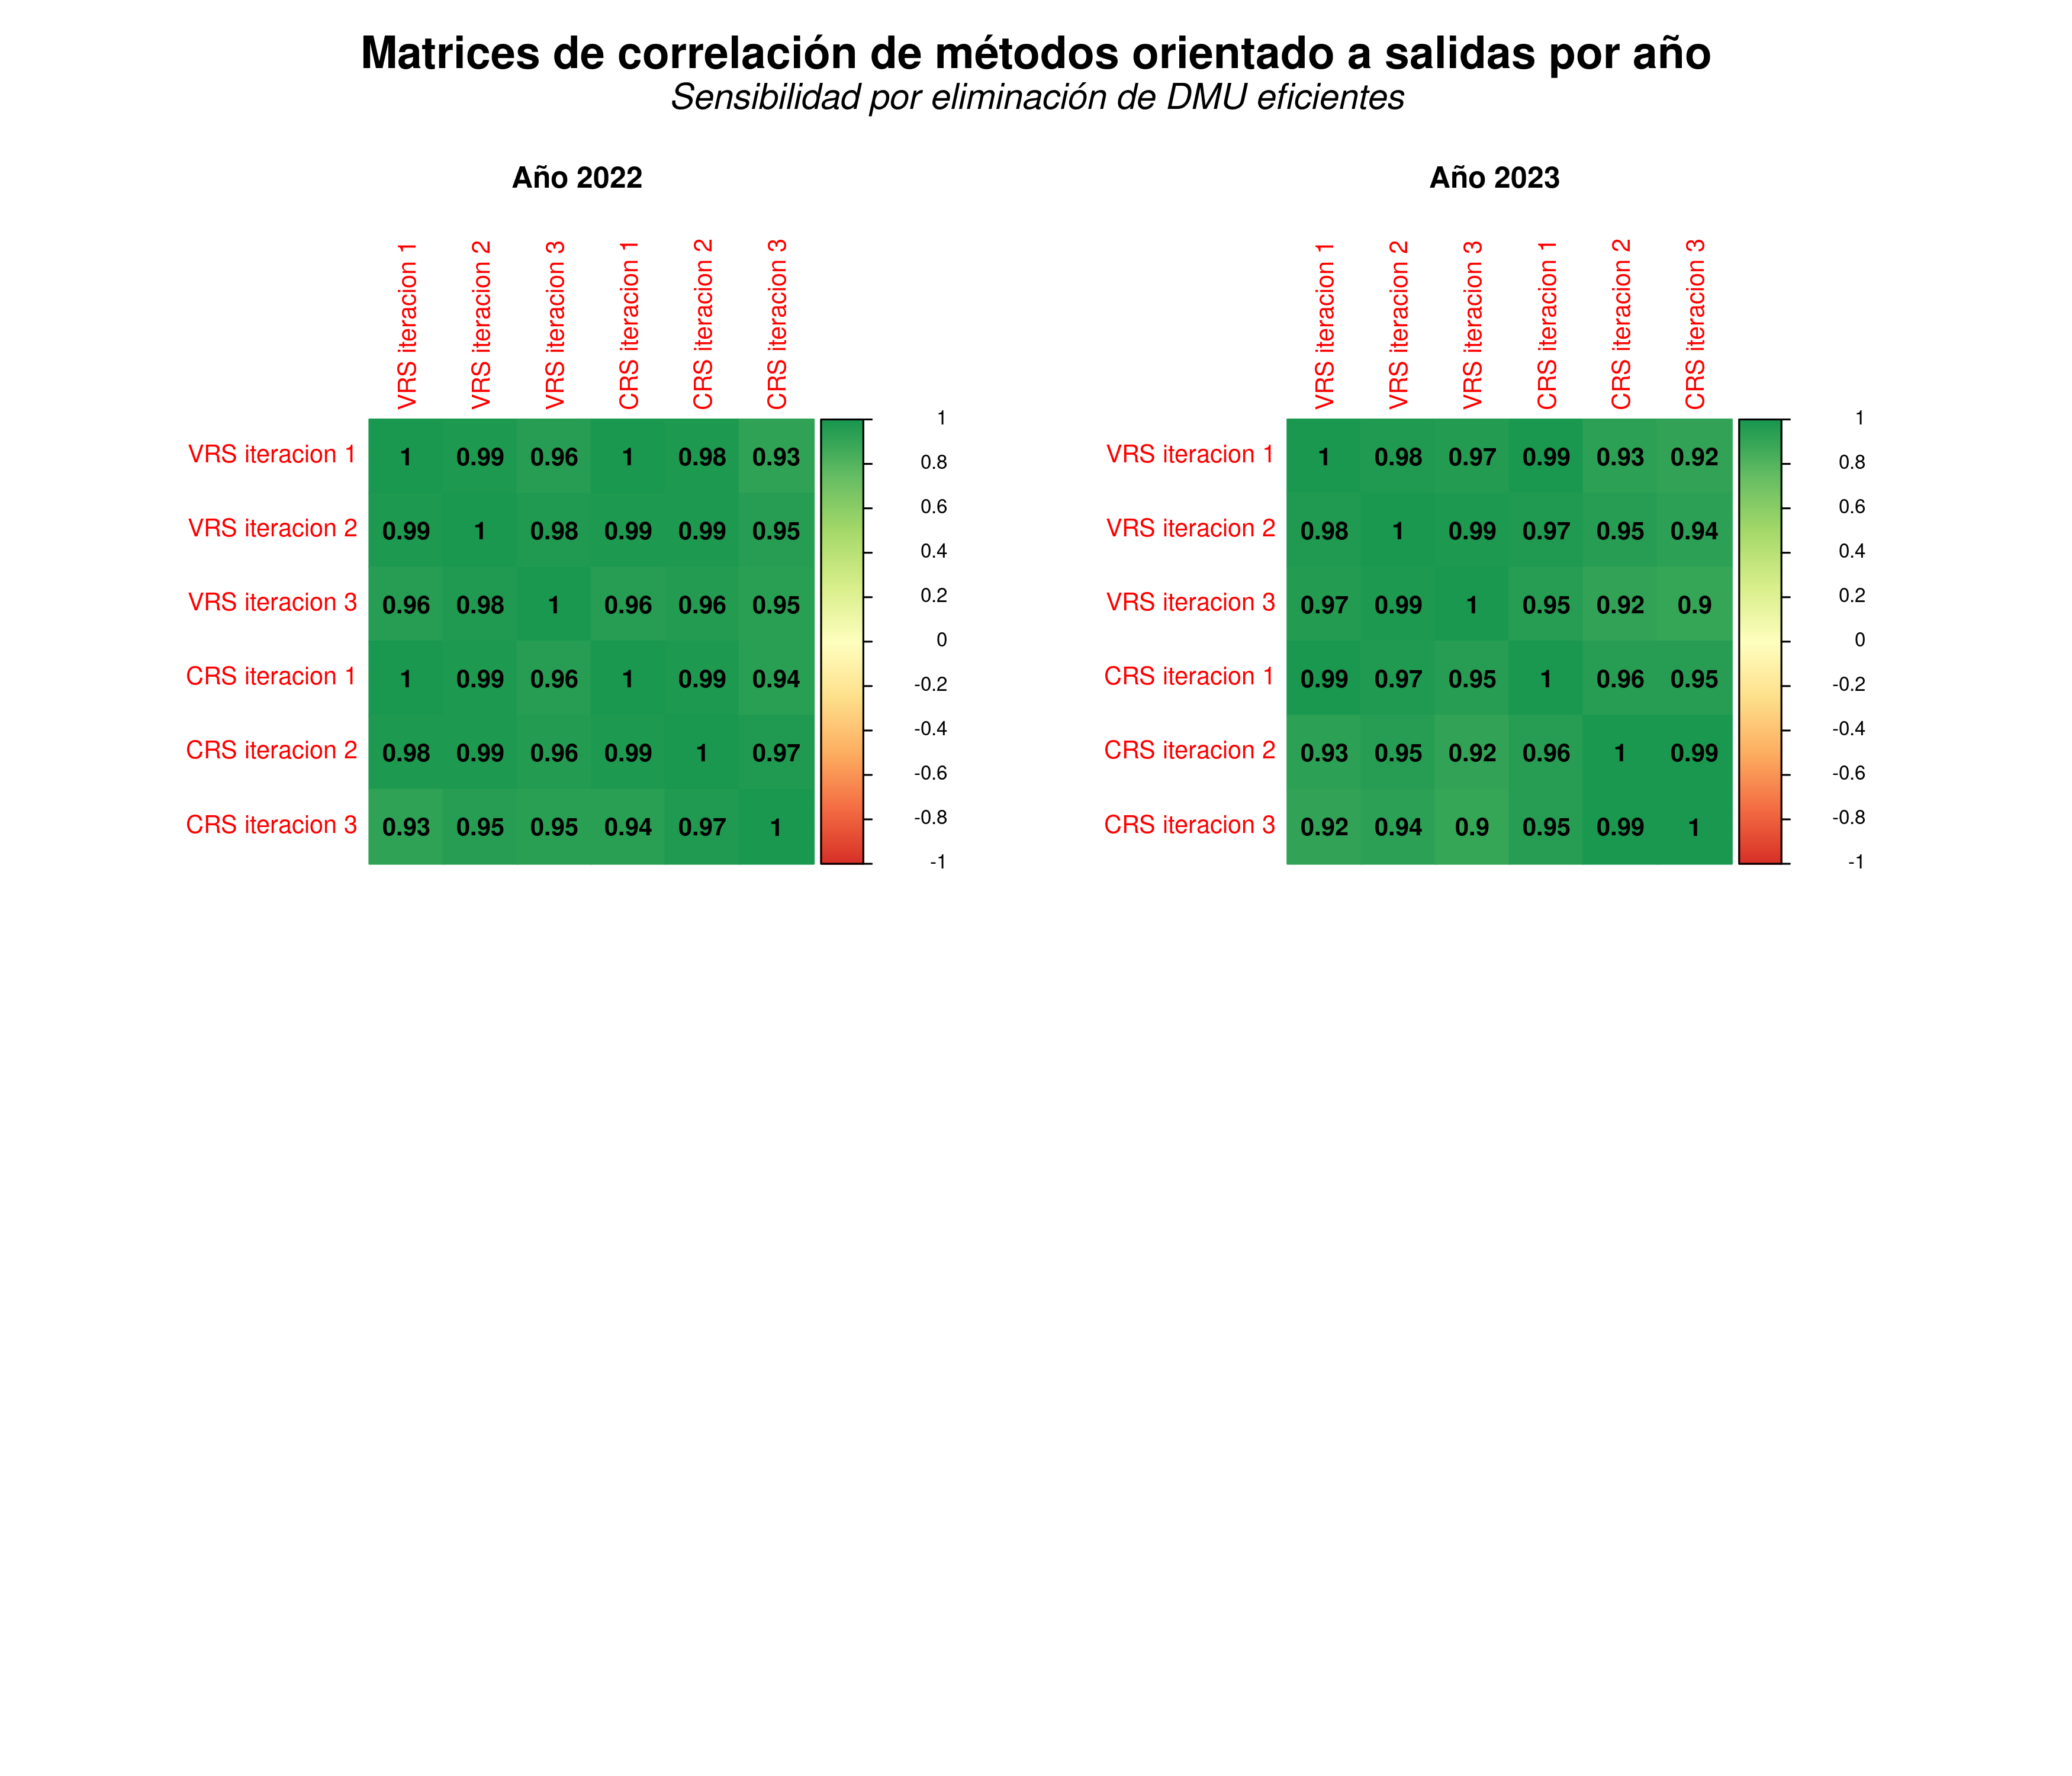 Matrices de correlación de métodos orientado a salidas por año
Sensibilidad por eliminación de DMU eficientes
Año 2022
VRS iteracion 1
VRS iteracion 2
VRS iteracion 3
CRS iteracion 1
CRS iteracion 2
CRS iteracion 3
VRS iteracion 1 1 0.99 0.96 1 0.98 0.93
VRS iteracion 2 0.99 1 0.98 0.99 0.99 0.95
VRS iteracion 3 0.96 0.98 1 0.96 0.96 0.95
CRS iteracion 1 1 0.99 0.96 1 0.99 0.94
CRS iteracion 2 0.98 0.99 0.96 0.99 1 0.97
CRS iteracion 3 0.93 0.95 0.95 0.94 0.97 1
1
0.8
0.6
0.4
0.2
0
-0.2
-0.4
-0.6
-0.8
-1
Año 2023
VRS iteracion 1
VRS iteracion 2
VRS iteracion 3
CRS iteracion 1
CRS iteracion 2
CRS iteracion 3
VRS iteracion 1 1 0.98 0.97 0.99 0.93 0.92
VRS iteracion 2 0.98 1 0.99 0.97 0.95 0.94
VRS iteracion 3 0.97 0.99 1 0.95 0.92 0.9
CRS iteracion 1 0.99 0.97 0.95 1 0.96 0.95
CRS iteracion 2 0.93 0.95 0.92 0.96 1 0.99
CRS iteracion 3 0.92 0.94 0.9 0.95 0.99 1
1
0.8
0.6
0.4
0.2
0
-0.2
-0.4
-0.6
-0.8
-1